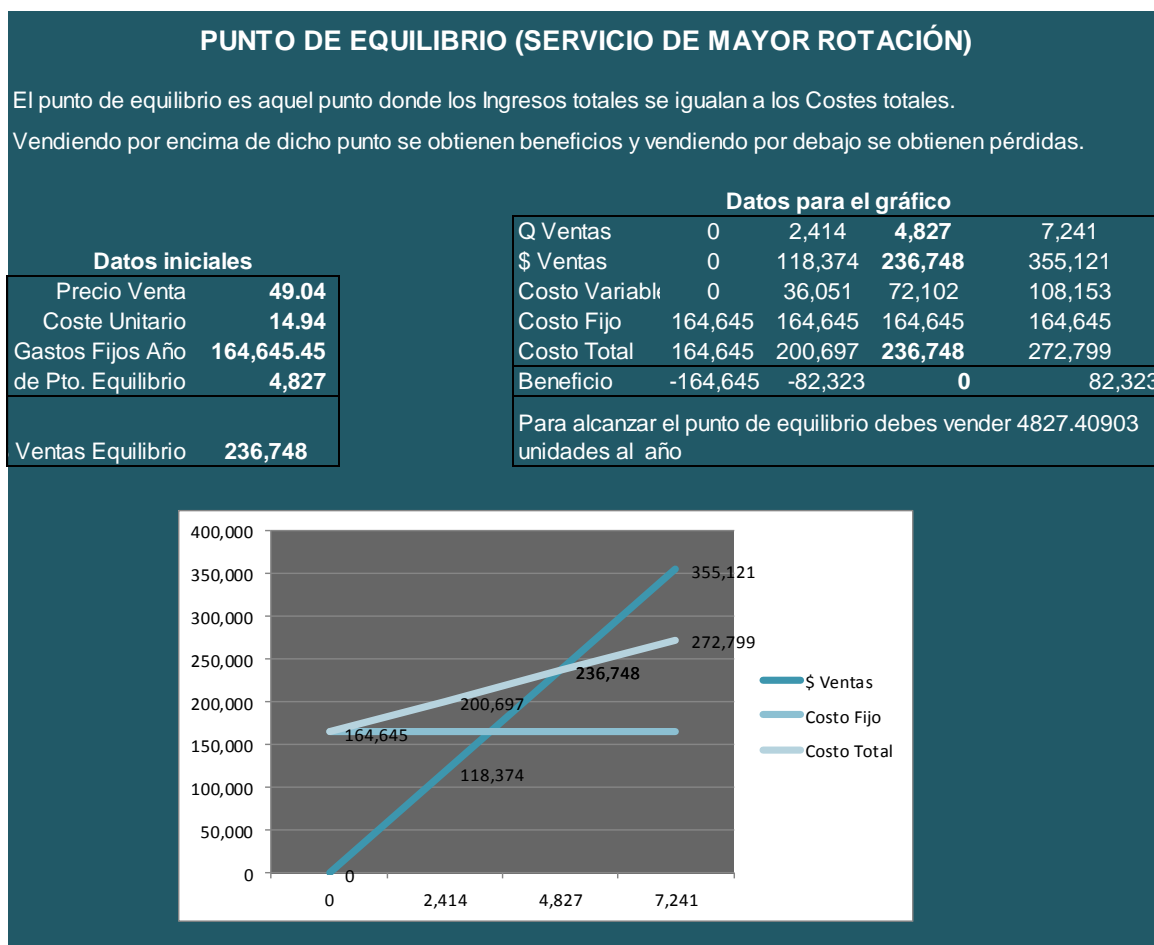 PUNTO DE EQUILIBRIO (SERVICIO DE MAYOR ROTACIÓN)
El punto de equilibrio es aquel punto donde los Ingresos totales se igualan a los Costes totales.
Vendiendo por encima de dicho punto se obtienen beneficios y vendiendo por debajo se obtienen pérdidas.
Datos iniciales
Precio Venta 49.04
Coste Unitario 14.94
Gastos Fijos Año 164,645.45
de Pto. Equilibrio 4,827
Ventas Equilibrio 236,748
Datos para el gráfico
Q Ventas 0 2,414 4,827 7,241
$ Ventas 0 118,374 236,748 355,121
Costo Variable 0 36,051 72,102 108,153
Costo Fijo 164,645 164,645 164,645 164,645
Costo Total 164,645 200,697 236,748 272,799
Beneficio -164,645 -82,323 0 82,323
Para alcanzar el punto de equilibrio debes vender 4827.40903
unidades al año
400,000
350,000
300,000
250,000
200,000
150,000
100,000
50,000
0
355,121
272,799
236,748
200,697
164,645
118,374
0
0 2,414 4,827 7,241
$ Ventas
Costo Fijo
Costo Total